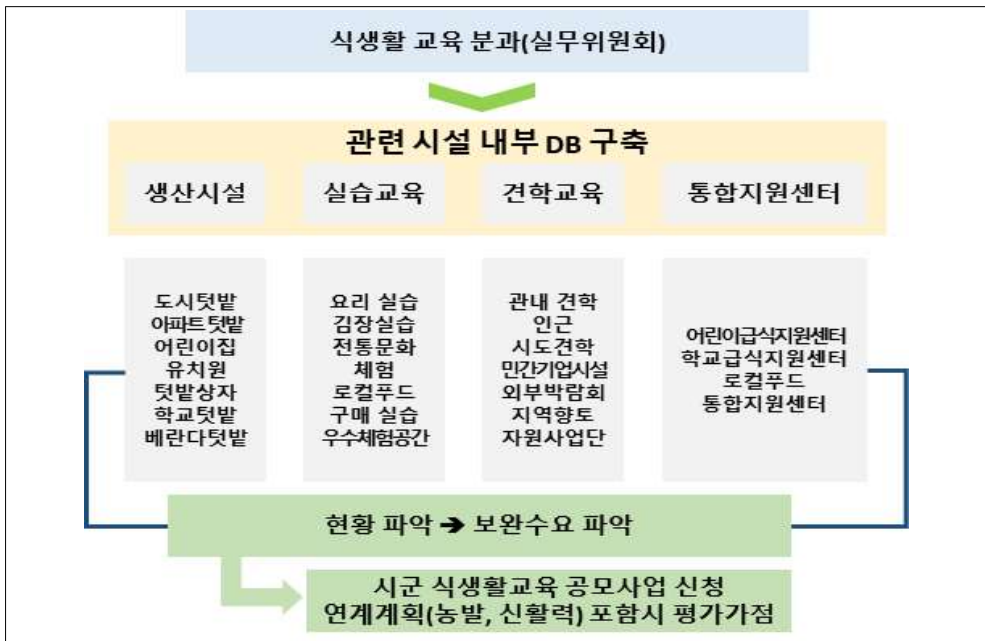 식생활 교육 분과(실무위원회)
관련 시설 내부 DB 구축
생산시설
실습교육
견학교육
통합지원센터
도시텃밭
아파트 텃밭
어린이집
유치원
텃밭상자
학교텃밭
베란다텃밭
요리 실습
김장실습
전통문화
체험
로컬푸드
구매 실습
우수체험공간
관내 견학
인근
시도견학
민간기업시설
외부박람회
지역향토
자원사업단
어린이급식지원센터
학교급식지원센터
로컬푸드
통합지원센터
현황 파악 ➔ 보완수요 파악
시군 식생활교육 공모사업 신청
연계계획(농발, 신활력) 포함시 평가가점